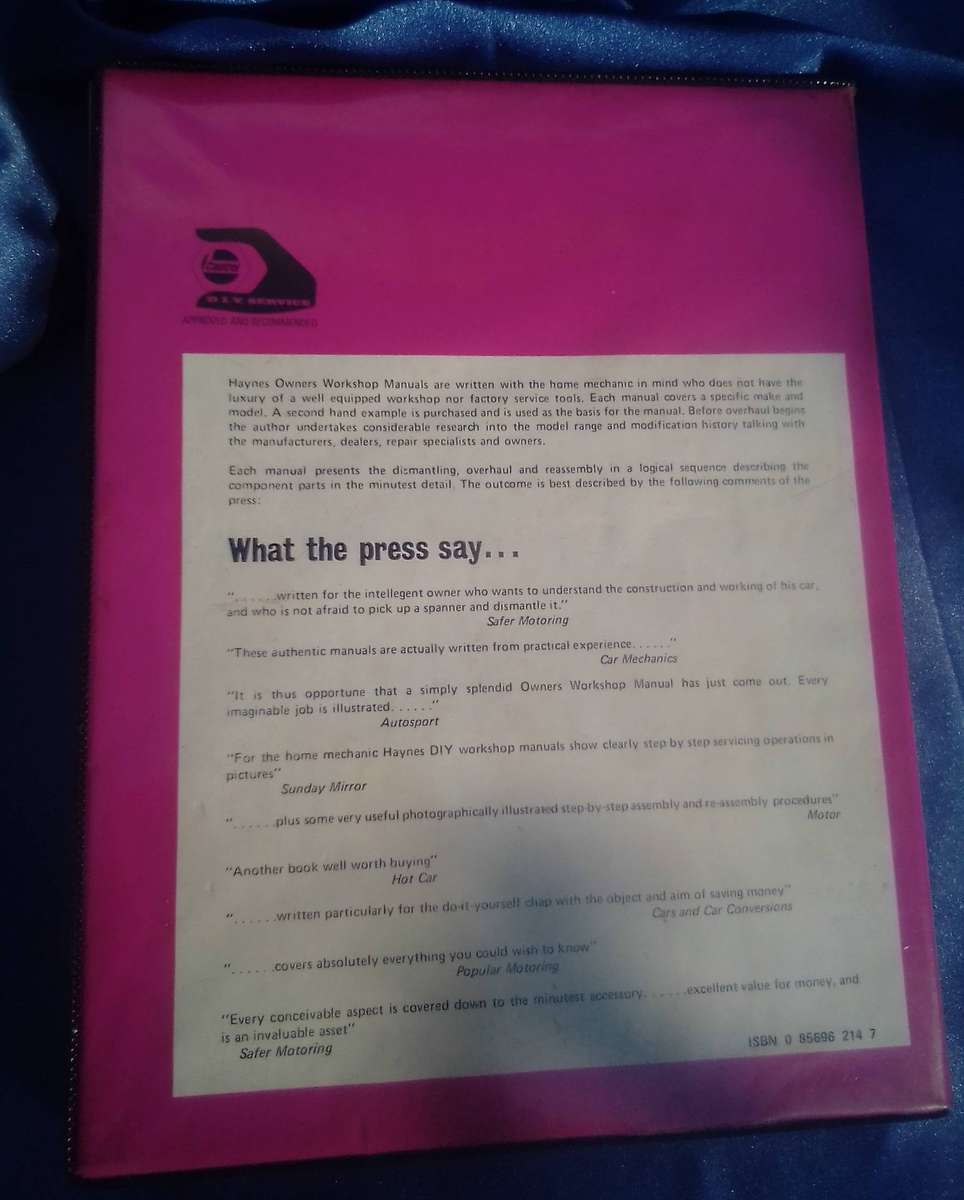 Castrol
D.I.Y. SERVICE
APPROVED AND RECOMMENDED
Haynes Owners Workshop Manuals are written with the home mechanic in mind who does not have the
luxury of a well equipped workshop nor factory service tools. Each manual covers a specific make and
model. A second hand example is purchased and is used as the basis for the manual. Before overhaul begins
the author undertakes considerable research into the model range and modification history talking with
the manufacturers, dealers, repair specialists and owners.
Each manual presents the dismantling, overhaul and reassembly in a logical sequence describing the
component parts in the minutest detail. The outcome is best described by the following comments of the
press:
What the press say...
"......written for the intellegent owner who wants to understand the construction and working of his car,
and who is not afraid to pick up a spanner and dismantle it."
Safer Motoring
"These authentic manuals are actually written from practical experience......"
Car Mechanics
"It is thus opportune that a simply splendid Owners Workshop Manual has just come out. Every
imaginable job is illustrated......"
Autosport
"For the home mechanic Haynes DIY workshop manuals show clearly step by step servicing operations in
pictures"
Sunday Mirror
"......plus some very useful photographically illustrated step-by-step assembly and re-assembly procedures"
Motor
"Another book well worth buying"
Hot Car
"......written particularly for the do-it-yourself chap with the object and aim of saving money"
Cars and Car Conversions
"......covers absolutely everything you could wish to know"
Popular Motoring
"Every conceivable aspect is covered down to the minutest accessory......excellent value for money, and
is an invaluable asset"
Safer Motoring
ISBN 0 85696 214 7